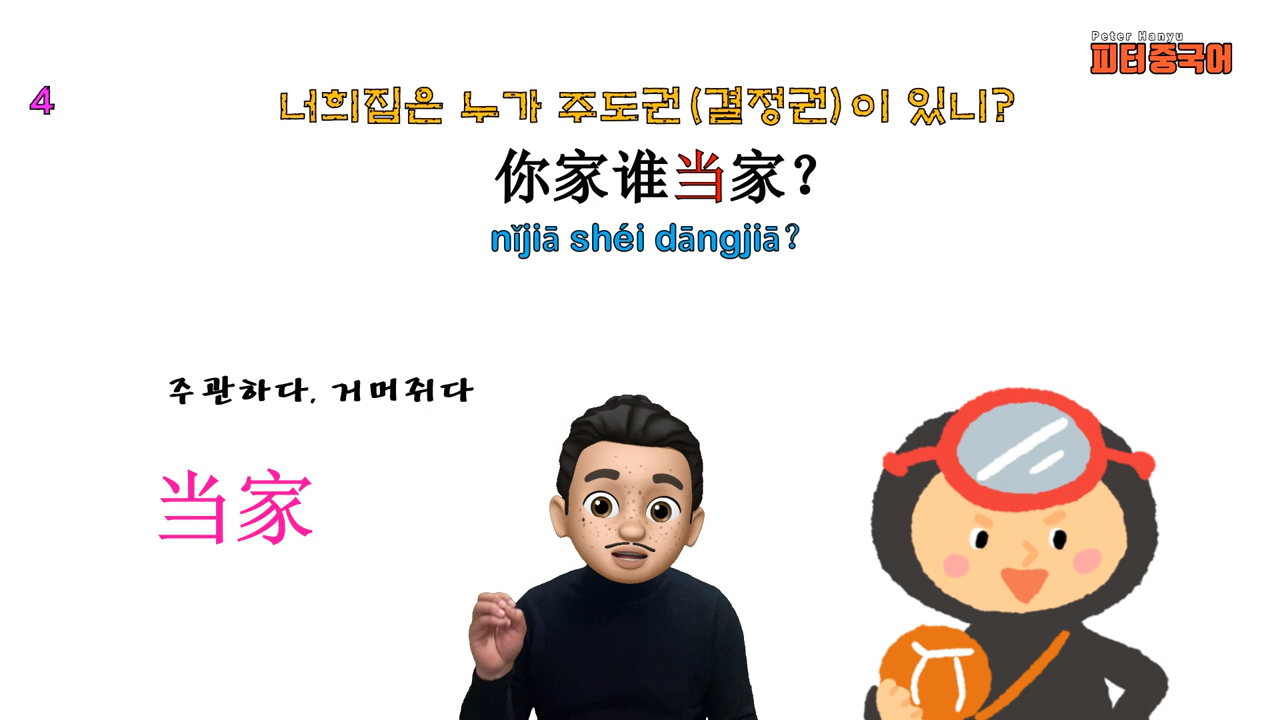 Peter Hanyu
피터중국어
4
너희집은 누가 주도권(결정권)이 있니?
你家谁当家？
nǐjiā shéi dāngjiā？
주관하다, 거머쥐다
当家